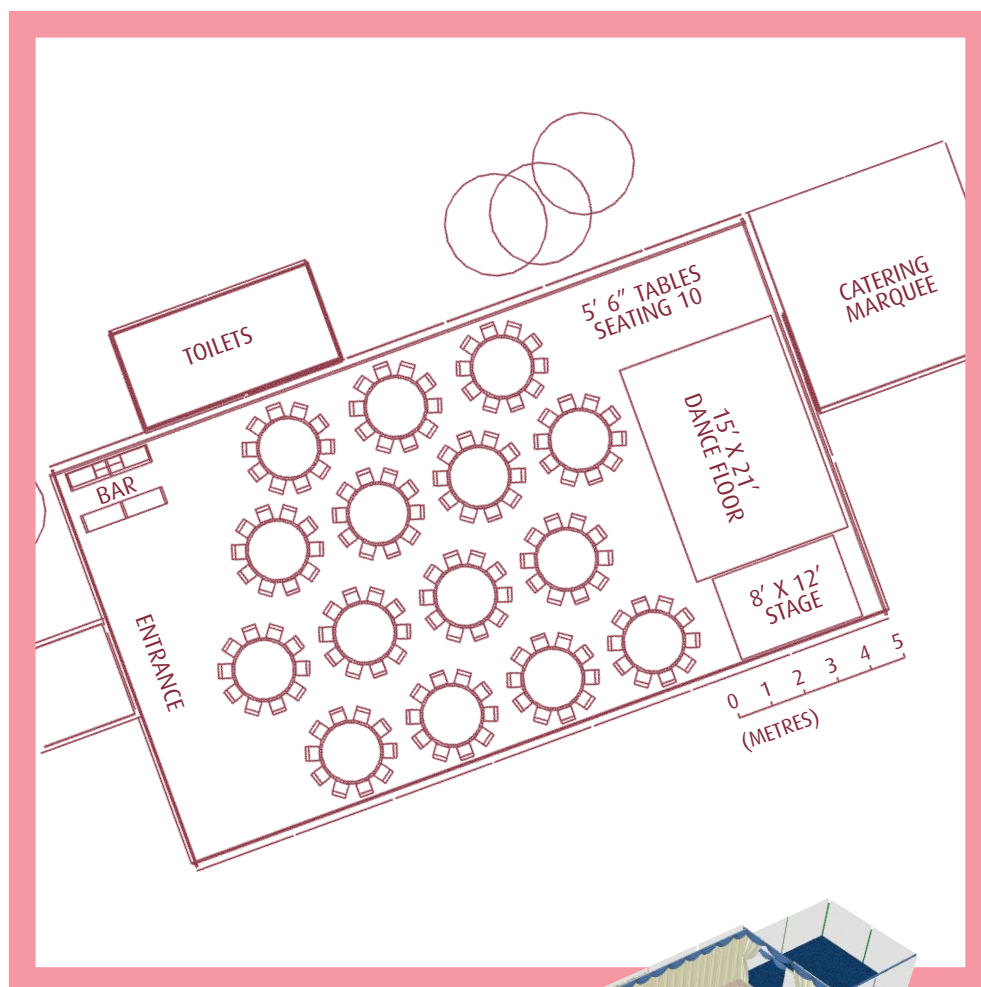 5' 6" TABLES
SEATING 10
CATERING
MARQUEE
TOILETS
15' X 21'
DANCE FLOOR
BAR
8' X 12'
STAGE
ENTRANCE
0 1 2 3 4 5
(METRES)